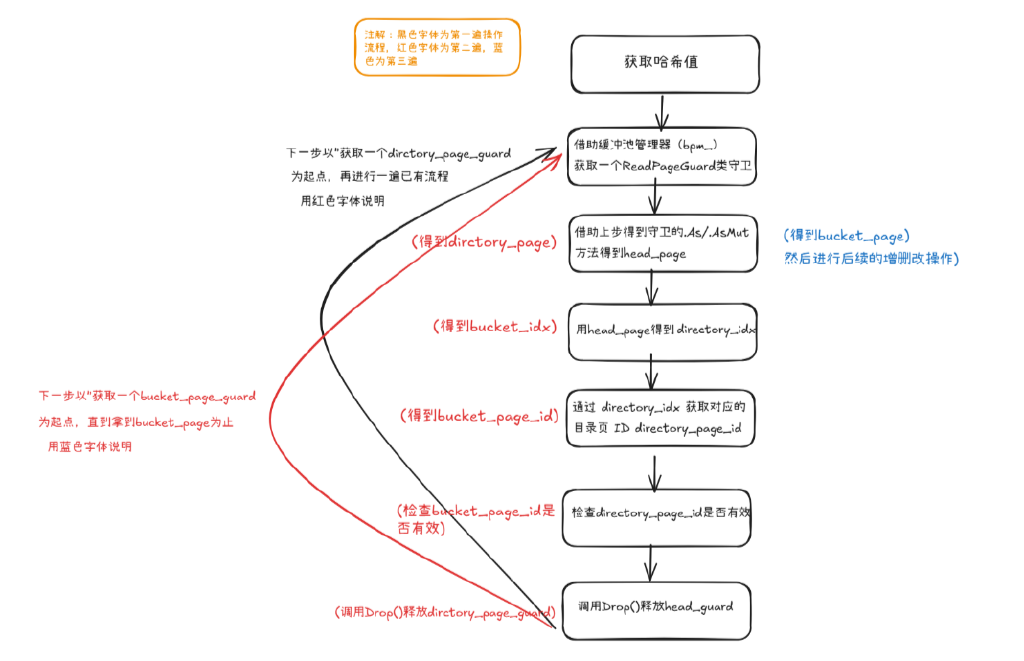 注解：黑色字体为第一遍操作
流程，红色字体为第二遍，蓝
色为第三遍
获取哈希值
借助缓冲池管理器（bpm_）
获取一个ReadPageGuard类守卫
下一步以"获取一个dirctory_page_guard
为起点，再进行一遍已有流程
用红色字体说明
借助上步得到守卫的.As/.AsMut
方法得到head_page
(得到dirctory_page)
(得到bucket_page)
然后进行后续的增删改操作)
(得到bucket_idx)
用head_page得到 directory_idx
下一步以"获取一个bucket_page_guard
为起点，直到拿到bucket_page为止
用蓝色字体说明
(得到bucket_page_id)
通过 directory_idx 获取对应的
目录页 ID directory_page_id
(检查bucket_page_id是
否有效)
检查directory_page_id是否有效
(调用Drop()释放dirctory_page_guard)
调用Drop()释放head_guard